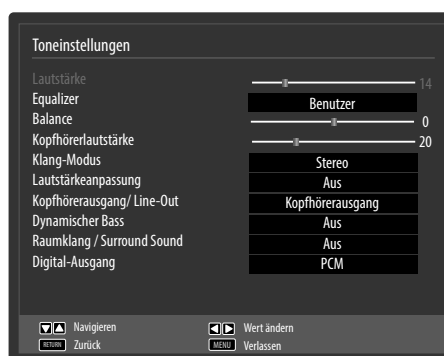 Toneinstellungen
Lautstärke 14
Equalizer Benutzer
Balance 0
Kopfhörerlautstärke 20
Klang-Modus Stereo
Lautstärkeanpassung Aus
Kopfhörerausgang/ Line-Out Kopfhörerausgang
Dynamischer Bass Aus
Raumklang / Surround Sound Aus
Digital-Ausgang PCM
Navigieren Wert ändern
RETURN Zurück MENU Verlassen